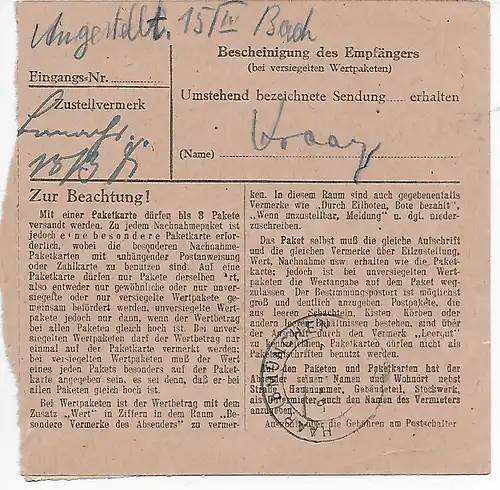 Angestellt. 15/IV Bach
Bescheinigung des Empfängers
(bei versiegelten Wertpaketen)
Eingangs-Nr.
Zustellvermerk
Umstehend bezeichnete Sendung erhalten
(Name)
Zur Beachtung!
Mit einer Paketkarte dürfen bis 3 Pakete
versandt werden. Zu jedem Nachnahmepaket ist
jedoch eine besondere Paketkarte erfor-
derlich, wobei die besonderen Nachnahme-
Paketkarten mit anhängender Postanweisung
oder Zahlkarte zu benutzen sind. Auf eine
Paketkarte dürfen nur Pakete derselben Art,
also entweder nur gewöhnliche oder nur unver-
siegelte oder nur versiegelte Wertpakete ge-
meinsam befördert werden, unversiegelte Wert-
pakete jedoch nur dann, wenn der Wertbetrag
bei allen Paketen gleich hoch ist. Bei unver-
siegelten Wertpaketen darf der Wertbetrag nur
einmal auf der Paketkarte vermerkt werden;
bei versiegelten Wertpaketen muß der Wert
eines jeden Pakets besonders auf der Paket-
karte angegeben sein, es sei denn, daß er bei
allen Paketen gleich hoch ist.
Bei Wertpaketen ist der Wertbetrag mit dem
Zusatz „Wert" in Ziffern in dem Raum „Be-
sondere Vermerke des Absenders" zu vermer-
ken. In diesem Raum sind auch gegebenenfalls
Vermerke wie „Durch Eilboten, Bote bezahlt",
„Wenn unzustellbar, Meldung" u. dgl. nieder-
zuschreiben.
Das Paket selbst muß die gleiche Aufschrift
und die gleichen Vermerke über Eilzustellung,
Wert, Nachnahme usw. erhalten wie die Paket-
karte; jedoch ist bei unversiegelten Wert-
paketen die Wertangabe auf dem Paket weg-
zulassen. Der Bestimmungspostort ist möglichst
groß und deutlich anzugeben. Postpakete, die
aus leeren Schachteln, Kisten, Körben oder
anderen Behältnissen bestehen, sind über
der Anschrift durch den Vermerk „Leergut"
zu kennzeichnen. Paketkarten dürfen nicht als
Paketaufschriften benutzt werden.
Auf den Paketen und Paketkarten hat der
Absender seinen Namen und Wohnort nebst
Straße, Hausnummer, Gebäudeteil, Stockwerk,
als Untermieter auch den Namen des Vermieters
anzugeben.
Auskunft über die Gebühren am Postschalter